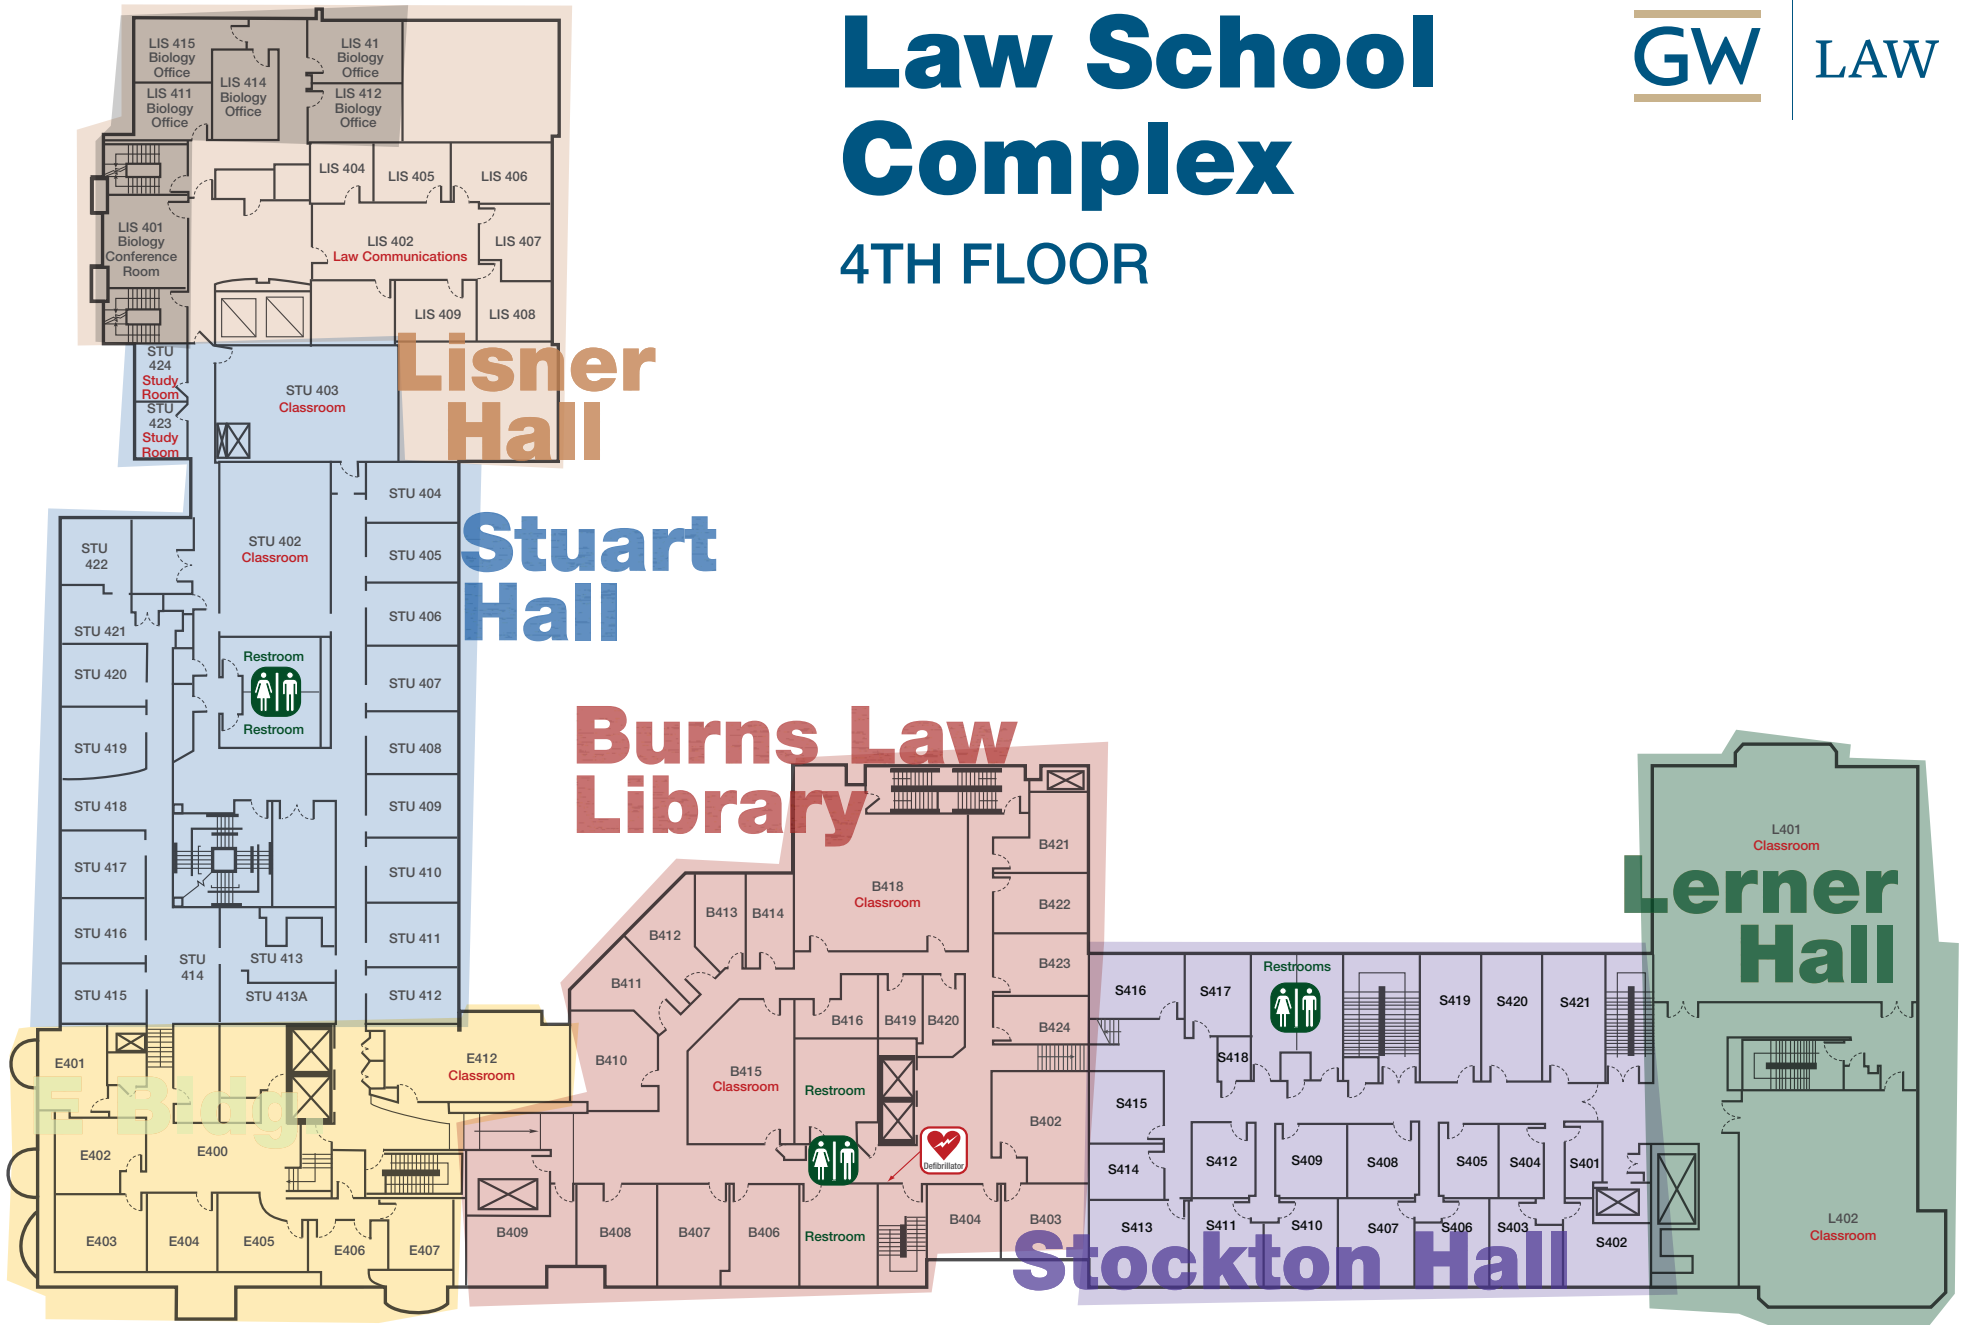 Law School
Complex
4TH FLOOR
GW
LAW
LIS 415
Biology
Office
LIS 41
Biology
Office
LIS 414
Biology
Office
LIS 411
Biology
Office
LIS 412
Biology
Office
LIS 404
LIS 405
LIS 406
LIS 401
Biology
Conference
Room
LIS 402
Law Communications
LIS 407
LIS 409
LIS 408
Lisner
Hall
STU
424
Study
Room
STU
423
Study
Room
STU 403
Classroom
STU 404
STU 402
Classroom
STU 405
STU
422
STU 406
STU 421
STU 420
STU 407
STU 419
STU 408
STU 418
STU 409
STU 417
STU 410
STU 416
STU 411
STU
414
STU 413
STU 413A
STU 415
STU 412
Restroom
Restroom
Stuart
Hall
Burns Law
Library
B421
B418
Classroom
B422
B413
B414
B412
B423
B411
B424
B416
B419
B420
B410
B415
Classroom
Restroom
B402
Defibrillator
B409
B408
B407
B406
Restroom
B404
B403
E Bldg
E401
E412
Classroom
E402
E400
E403
E404
E405
E406
E407
Stockton Hall
S416
S417
Restrooms
S419
S420
S421
S418
S415
S414
S412
S409
S408
S405
S404
S401
S413
S411
S410
S407
S406
S403
S402
Lerner
Hall
L401
Classroom
L402
Classroom